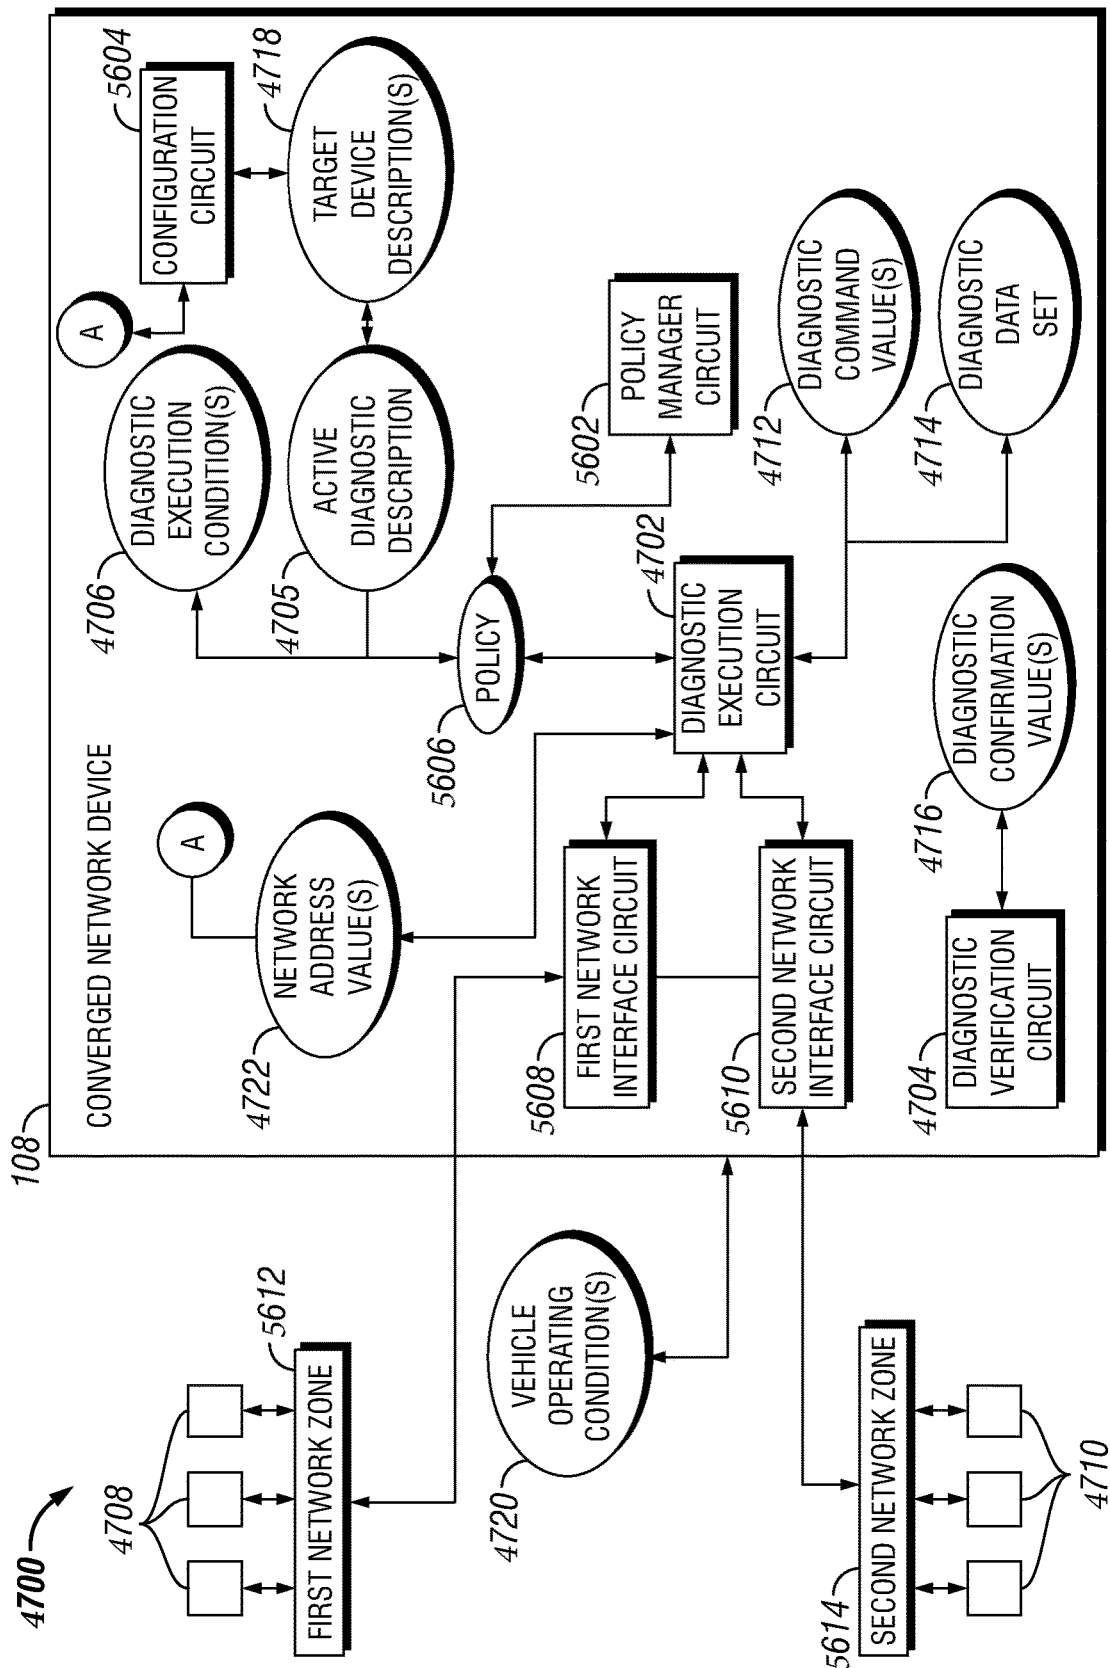 4700
108
CONVERGED NETWORK DEVICE
4708
FIRST NETWORK ZONE
5612
4722
NETWORK
ADDRESS
VALUE(S)
A
4706
DIAGNOSTIC
EXECUTION
CONDITION(S)
A
CONFIGURATION
CIRCUIT
5604
4705
ACTIVE
DIAGNOSTIC
DESCRIPTION
TARGET
DEVICE
DESCRIPTION(S)
4718
4720
VEHICLE
OPERATING
CONDITION(S)
5606
POLICY
5608
FIRST NETWORK
INTERFACE CIRCUIT
DIAGNOSTIC
EXECUTION
CIRCUIT
4702
5602
POLICY
MANAGER
CIRCUIT
5610
SECOND NETWORK
INTERFACE CIRCUIT
4712
DIAGNOSTIC
COMMAND
VALUE(S)
5614
SECOND NETWORK ZONE
4710
4704
DIAGNOSTIC
VERIFICATION
CIRCUIT
4716
DIAGNOSTIC
CONFIRMATION
VALUE(S)
4714
DIAGNOSTIC
DATA
SET